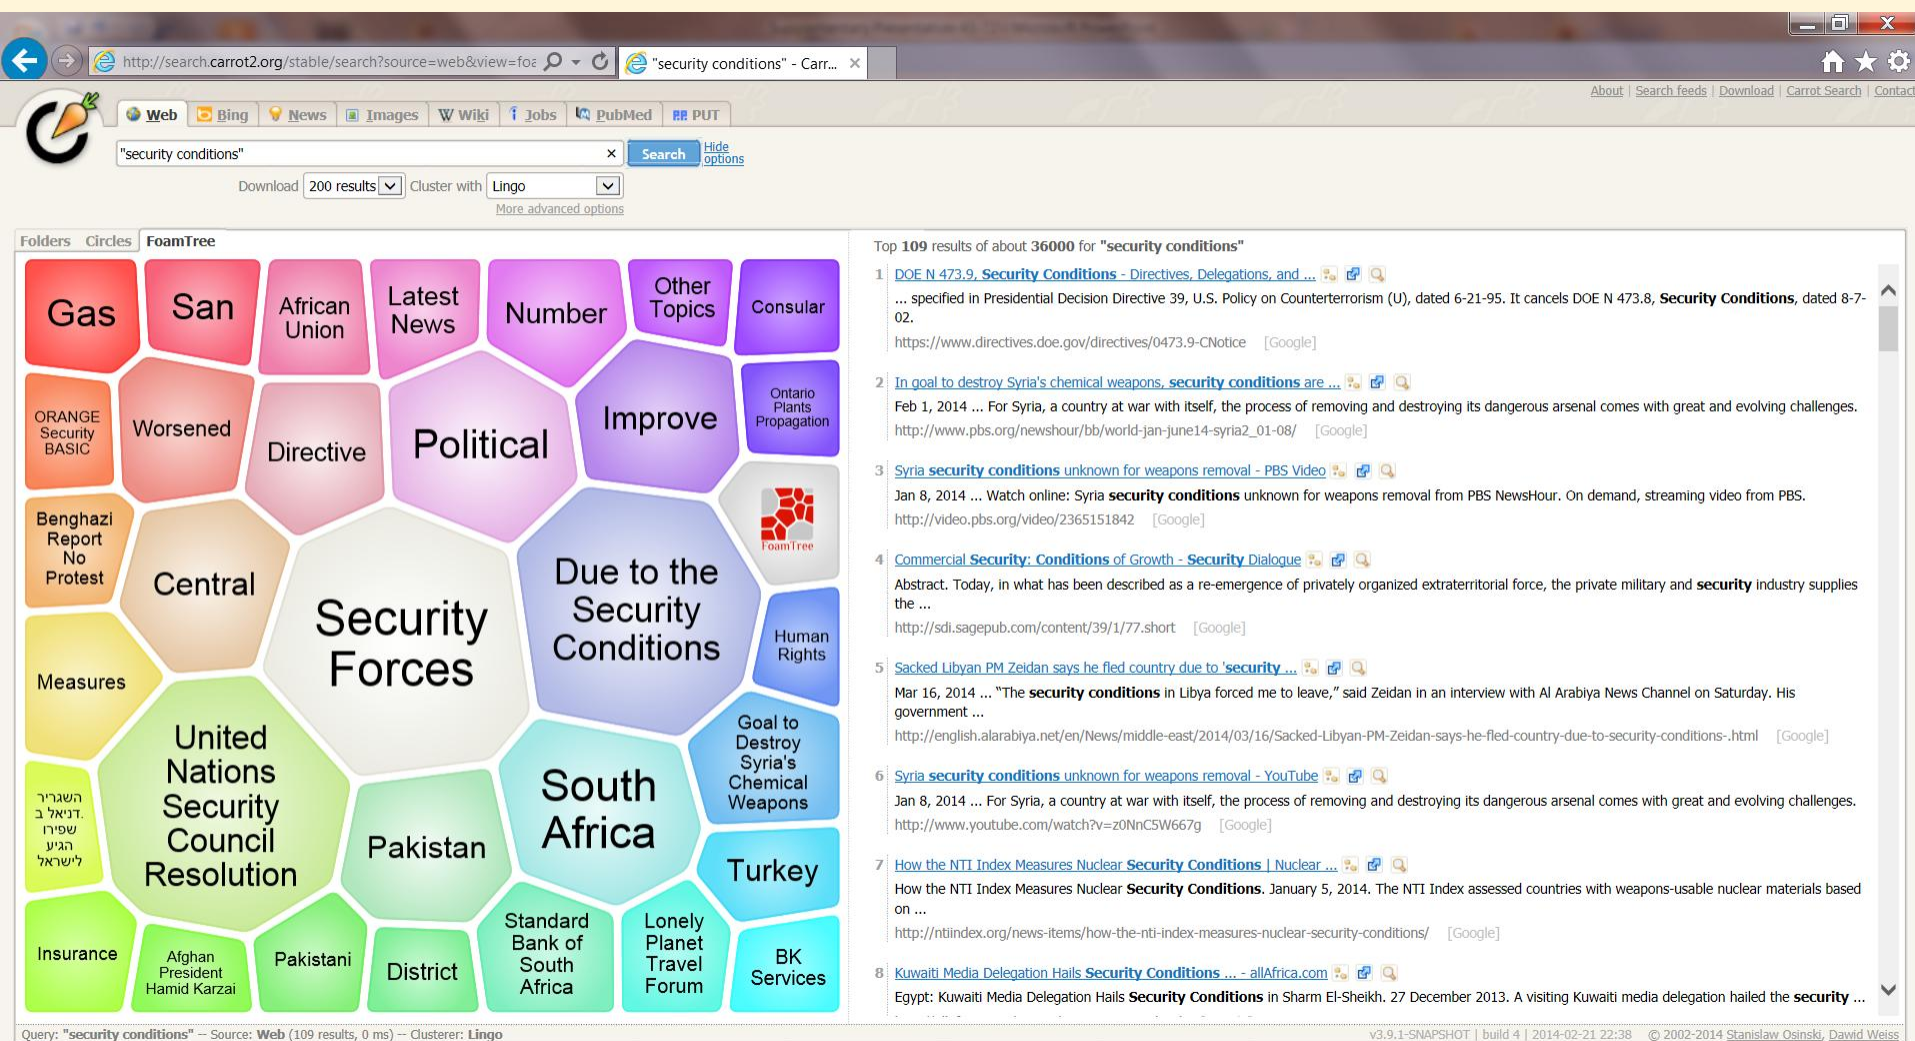 http://search.carrot2.org/stable/search?source=web&view=foa
"security conditions" - Carr...
About | Search feeds | Download | Carrot Search | Contact
Web Bing News Images Wiki Jobs PubMed PUT
"security conditions"
Search
Hide options
Download 200 results Cluster with Lingo
More advanced options
Folders Circles FoamTree
Gas
San
African
Union
Latest
News
Number
Other
Topics
Consular
ORANGE
Security
BASIC
Worsened
Directive
Political
Improve
Ontario
Plants
Propagation
FoamTree
Benghazi
Report
No
Protest
Central
Security
Forces
Due to the
Security
Conditions
Human
Rights
Measures
United
Nations
Security
Council
Resolution
South
Africa
Goal to
Destroy
Syria's
Chemical
Weapons
השגריר
דניאל ב.
שפירו
הגיע
לישראל
Pakistan
Turkey
Insurance
Afghan
President
Hamid Karzai
Pakistani
District
Standard
Bank of
South
Africa
Lonely
Planet
Travel
Forum
BK
Services
Top 109 results of about 36000 for "security conditions"
1 DOE N 473.9, Security Conditions - Directives, Delegations, and ...
... specified in Presidential Decision Directive 39, U.S. Policy on Counterterrorism (U), dated 6-21-95. It cancels DOE N 473.8, Security Conditions, dated 8-7-
02.
https://www.directives.doe.gov/directives/0473.9-CNotice [Google]
2 In goal to destroy Syria's chemical weapons, security conditions are ...
Feb 1, 2014 ... For Syria, a country at war with itself, the process of removing and destroying its dangerous arsenal comes with great and evolving challenges.
http://www.pbs.org/newshour/bb/world-jan-june14-syria2_01-08/ [Google]
3 Syria security conditions unknown for weapons removal - PBS Video
Jan 8, 2014 ... Watch online: Syria security conditions unknown for weapons removal from PBS NewsHour. On demand, streaming video from PBS.
http://video.pbs.org/video/2365151842 [Google]
4 Commercial Security: Conditions of Growth - Security Dialogue
Abstract. Today, in what has been described as a re-emergence of privately organized extraterritorial force, the private military and security industry supplies
the ...
http://sdi.sagepub.com/content/39/1/77.short [Google]
5 Sacked Libyan PM Zeidan says he fled country due to 'security ...
Mar 16, 2014 ... “The security conditions in Libya forced me to leave,” said Zeidan in an interview with Al Arabiya News Channel on Saturday. His
government ...
http://english.alarabiya.net/en/News/middle-east/2014/03/16/Sacked-Libyan-PM-Zeidan-says-he-fled-country-due-to-security-conditions-.html [Google]
6 Syria security conditions unknown for weapons removal - YouTube
Jan 8, 2014 ... For Syria, a country at war with itself, the process of removing and destroying its dangerous arsenal comes with great and evolving challenges.
http://www.youtube.com/watch?v=z0NnC5W667g [Google]
7 How the NTI Index Measures Nuclear Security Conditions | Nuclear ...
How the NTI Index Measures Nuclear Security Conditions. January 5, 2014. The NTI Index assessed countries with weapons-usable nuclear materials based
on ...
http://ntiindex.org/news-items/how-the-nti-index-measures-nuclear-security-conditions/ [Google]
8 Kuwaiti Media Delegation Hails Security Conditions ... - allAfrica.com
Egypt: Kuwaiti Media Delegation Hails Security Conditions in Sharm El-Sheikh. 27 December 2013. A visiting Kuwaiti media delegation hailed the security ...
Query: "security conditions" -- Source: Web (109 results, 0 ms) -- Clusterer: Lingo
v3.9.1-SNAPSHOT | build 4 | 2014-02-21 22:38 © 2002-2014 Stanislaw Osinski, Dawid Weiss